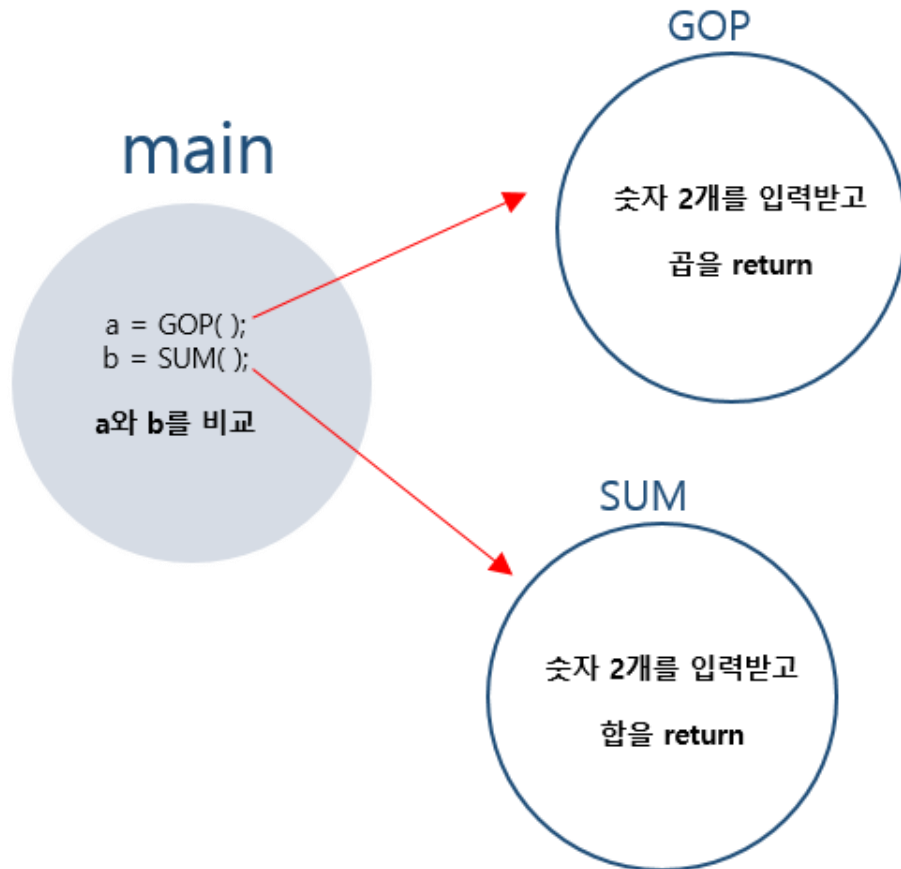 main
a = GOP( );
b = SUM( );
a와 b를 비교
GOP
숫자 2개를 입력받고
곱을 return
SUM
숫자 2개를 입력받고
합을 return